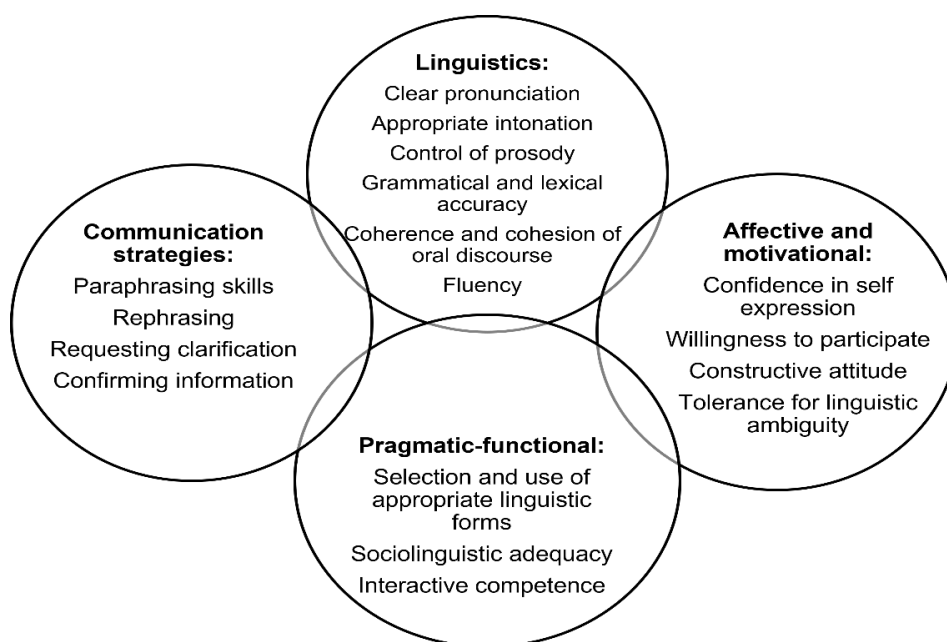 Linguistics:
Clear pronunciation
Appropriate intonation
Control of prosody
Grammatical and lexical
accuracy
Coherence and cohesion of
oral discourse
Fluency
Communication
strategies:
Paraphrasing skills
Rephrasing
Requesting clarification
Confirming information
Affective and
motivational:
Confidence in self
expression
Willingness to participate
Constructive attitude
Tolerance for linguistic
ambiguity
Pragmatic-functional:
Selection and use of
appropriate linguistic
forms
Sociolinguistic adequacy
Interactive competence